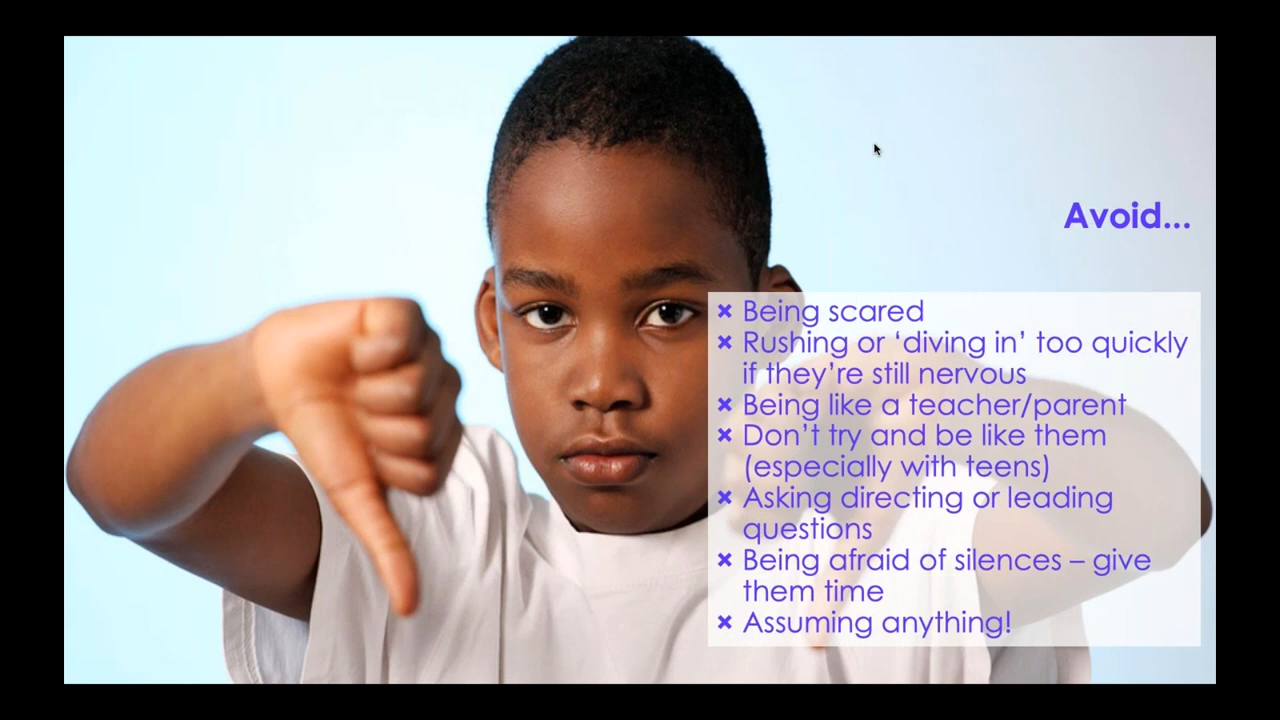 Avoid...
× Being scared
× Rushing or ‘diving in’ too quickly
if they’re still nervous
× Being like a teacher/parent
× Don’t try and be like them
(especially with teens)
× Asking directing or leading
questions
× Being afraid of silences – give
them time
× Assuming anything!